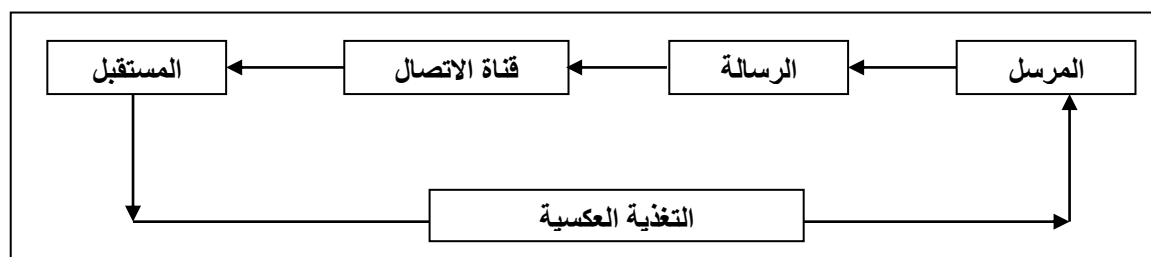 المرسل
الرسالة
قناة الاتصال
المستقبل
التغذية العكسية